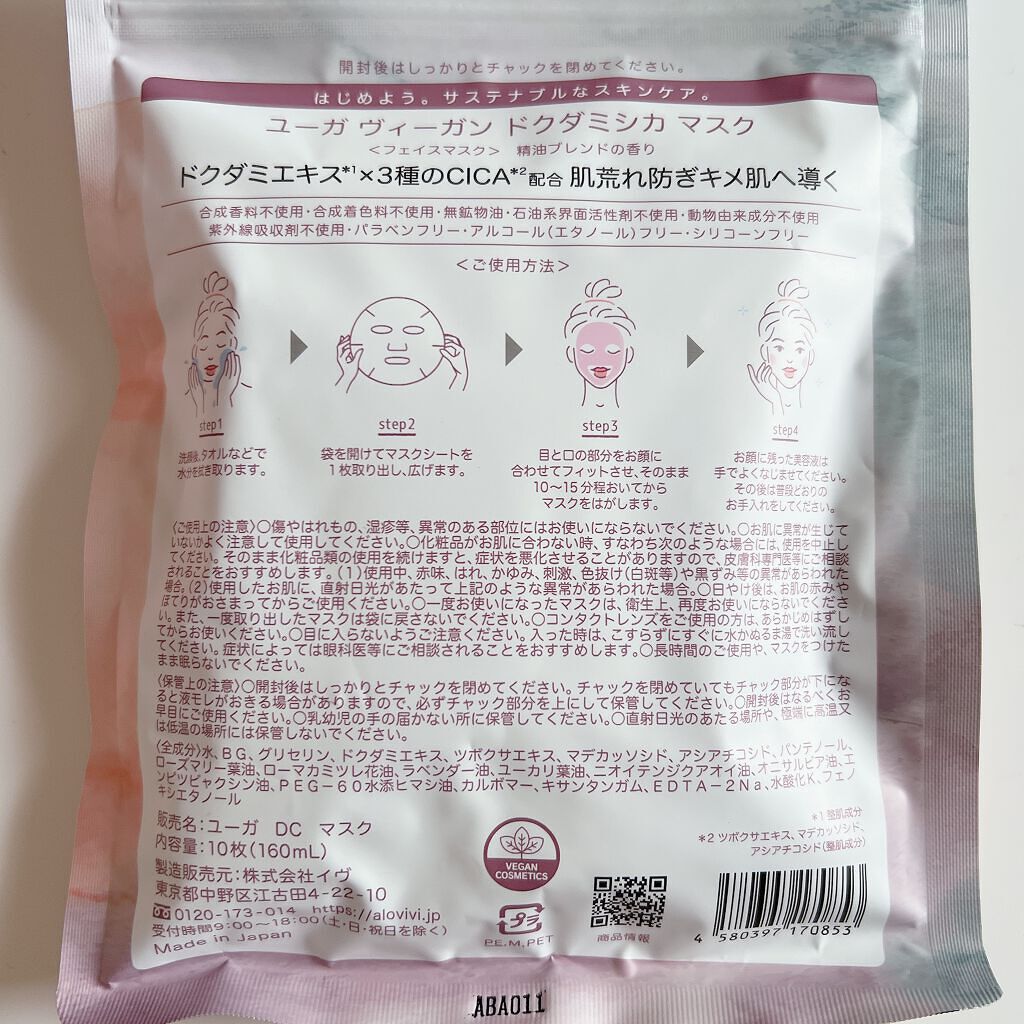 開封後はしっかりとチャックを閉めてください。
はじめよう。サステナブルなスキンケア。
ユーガ ヴィーガン ドクダミシカ マスク
＜フェイスマスク＞ 精油ブレンドの香り
ドクダミエキス*1×3種のCICA*2配合 肌荒れ防ぎキメ肌へ導く
合成香料不使用・合成着色料不使用・無鉱物油・石油系界面活性剤不使用・動物由来成分不使用
紫外線吸収剤不使用・パラベンフリー・アルコール(エタノール)フリー・シリコーンフリー
＜ご使用方法＞
step1
洗顔後、タオルなどで
水分を拭き取ります。
step2
袋を開けてマスクシートを
1枚取り出し、広げます。
step3
目と口の部分をお顔に
合わせてフィットさせ、そのまま
10〜15分程おいてから
マスクをはがします。
step4
お顔に残った美容液は
手でよくなじませてください。
その後は普段どおりの
お手入れをしてください。
〈ご使用上の注意〉○傷やはれもの、湿疹等、異常のある部位にはお使いにならないでください。○お肌に異常が生じて
いないかよく注意して使用してください。○化粧品がお肌に合わない時、すなわち次のような場合には、使用を中止し
てください。そのまま化粧品類の使用を続けますと、症状を悪化させることがありますので、皮膚科専門医等にご相談
されることをおすすめします。(1)使用中、赤味、はれ、かゆみ、刺激、色抜け(白斑等)や黒ずみ等の異常があらわれた
場合。(2)使用したお肌に、直射日光があたって上記のような異常があらわれた場合。○日やけ後は、お肌の赤みや
ほてりがおさまってからご使用ください。○一度お使いになったマスクは、衛生上、再度お使いにならないでくださ
い。また、一度取り出したマスクは袋に戻さないでください。○コンタクトレンズをご使用の方は、あらかじめはずし
てからお使いください。○目に入らないようご注意ください。入った時は、こすらずにすぐに水かぬるま湯で洗い流し
てください。症状によっては眼科医等にご相談されることをおすすめします。○長時間のご使用や、マスクをつけた
まま眠らないでください。
〈保管上の注意〉○開封後はしっかりとチャックを閉めてください。チャックを閉めていてもチャック部分が下にな
ると液モレがおきる場合がありますので、必ずチャック部分を上にして保管してください。○開封後はなるべくお
早目にご使用ください。○乳幼児の手の届かない所に保管してください。○直射日光のあたる場所や、極端に高温又
は低温の場所には保管しないでください。
〈全成分〉水、BG、グリセリン、ドクダミエキス、ツボクサエキス、マデカッソシド、アシアチコシド、パンテノール、
ローズマリー葉油、ローマカミツレ花油、ラベンダー油、ユーカリ葉油、ニオイテンジクアオイ油、オニサルビア油、エ
ンピツビャクシン油、PEG-60水添ヒマシ油、カルボマー、キサンタンガム、EDTA-2Na、水酸化K、フェノ
キシエタノール
*1 整肌成分
*2 ツボクサエキス、マデカッソシド、
アシアチコシド(整肌成分)
販売名:ユーガ DC マスク
内容量:10枚(160mL)
製造販売元:株式会社イヴ
東京都中野区江古田4-22-10
0120-173-014 https://alovivi.jp
受付時間9:00〜18:00(土・日・祝日を除く)
Made in Japan
VEGAN
COSMETICS
プラ
P:E,M,PET
商品情報
4 580397 170853
ABA011